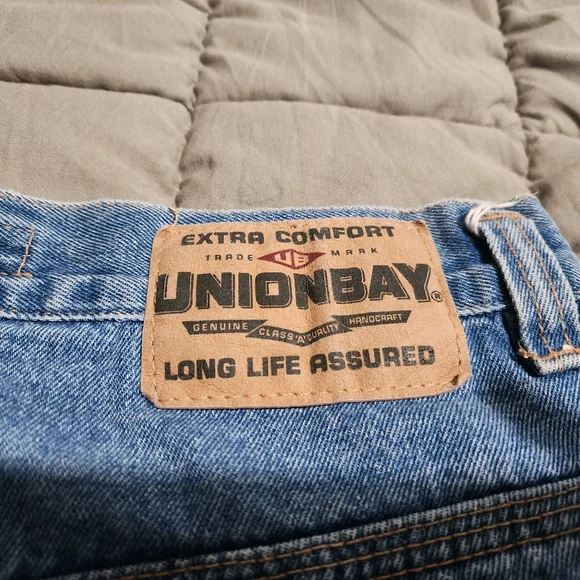 EXTRA COMFORT
TRADE UB MARK
UNIONBAY®
GENUINE CLASS 'A' QUALITY HANDCRAFT
LONG LIFE ASSURED